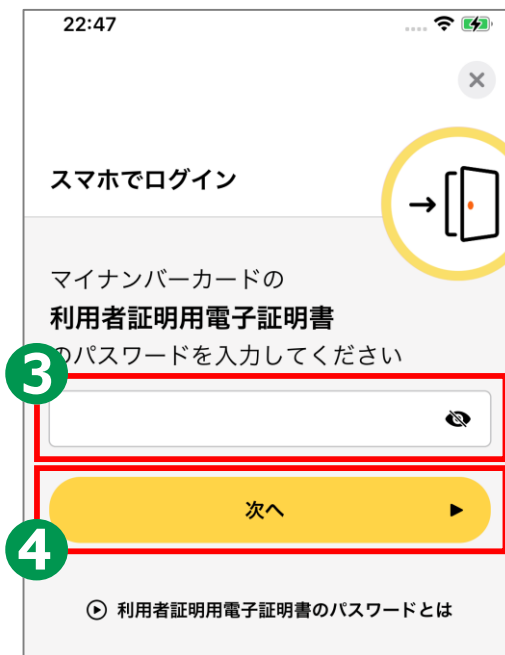 22:47
スマホでログイン
マイナンバーカードの
利用者証明用電子証明書
のパスワードを入力してください
3
次へ
4
利用者証明用電子証明書のパスワードとは